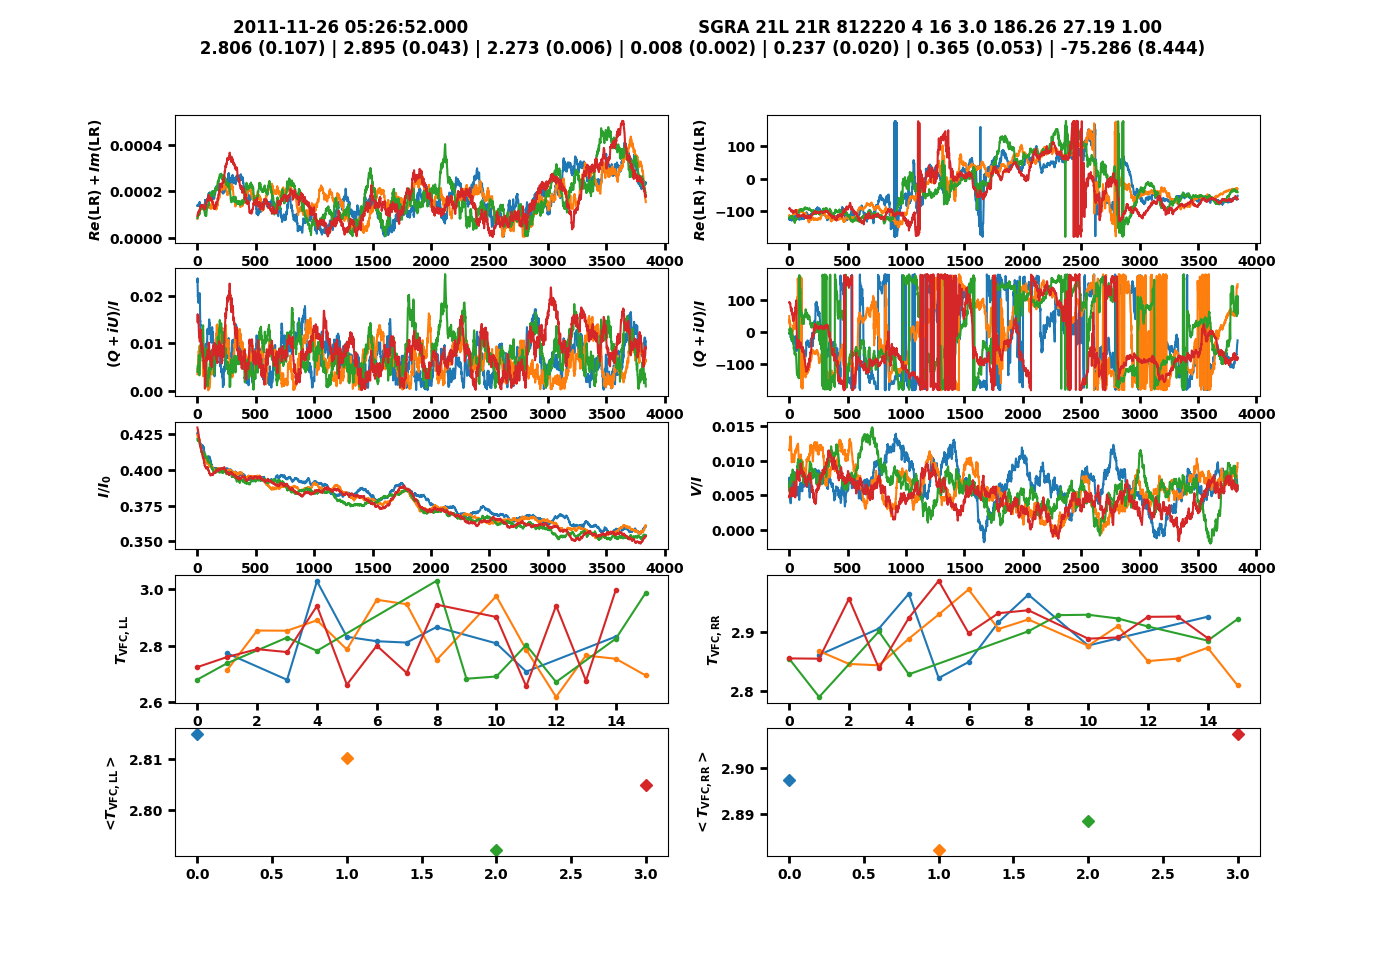 2011-11-26 05:26:52.000 SGRA 21L 21R 812220 4 16 3.0 186.26 27.19 1.00
2.806 (0.107) | 2.895 (0.043) | 2.273 (0.006) | 0.008 (0.002) | 0.237 (0.020) | 0.365 (0.053) | -75.286 (8.444)
Re(LR) + Im(LR)
0.0004
0.0002
0.0000
0 500 1000 1500 2000 2500 3000 3500 4000
Re(LR) + Im(LR)
100
0
−100
0 500 1000 1500 2000 2500 3000 3500 4000
(Q + iU)/I
0.02
0.01
0.00
0 500 1000 1500 2000 2500 3000 3500 4000
(Q + iU)/I
100
0
−100
0 500 1000 1500 2000 2500 3000 3500 4000
I/I0
0.425
0.400
0.375
0.350
0 500 1000 1500 2000 2500 3000 3500 4000
V/I
0.015
0.010
0.005
0.000
0 500 1000 1500 2000 2500 3000 3500 4000
TVFC,LL
3.0
2.8
2.6
0 2 4 6 8 10 12 14
TVFC,RR
2.9
2.8
0 2 4 6 8 10 12 14
<TVFC,LL >
2.81
2.80
0.0 0.5 1.0 1.5 2.0 2.5 3.0
< TVFC,RR >
2.90
2.89
0.0 0.5 1.0 1.5 2.0 2.5 3.0